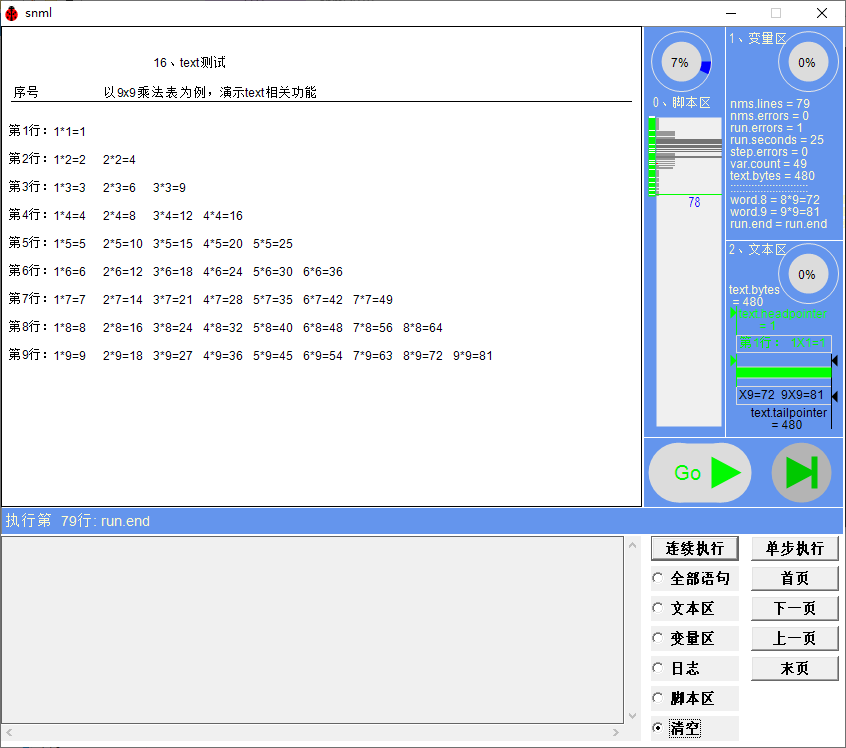 snml
16、text测试
序号 以9x9乘法表为例，演示text相关功能
第1行：1*1=1
第2行：1*2=2 2*2=4
第3行：1*3=3 2*3=6 3*3=9
第4行：1*4=4 2*4=8 3*4=12 4*4=16
第5行：1*5=5 2*5=10 3*5=15 4*5=20 5*5=25
第6行：1*6=6 2*6=12 3*6=18 4*6=24 5*6=30 6*6=36
第7行：1*7=7 2*7=14 3*7=21 4*7=28 5*7=35 6*7=42 7*7=49
第8行：1*8=8 2*8=16 3*8=24 4*8=32 5*8=40 6*8=48 7*8=56 8*8=64
第9行：1*9=9 2*9=18 3*9=27 4*9=36 5*9=45 6*9=54 7*9=63 8*9=72 9*9=81
7%
0、脚本区
78
1、变量区
0%
nms.lines = 79
nms.errors = 0
run.errors = 1
run.seconds = 25
step.errors = 0
var.count = 49
text.bytes = 480
word.8 = 8*9=72
word.9 = 9*9=81
run.end = run.end
2、文本区
0%
text.bytes
= 480
text.headpointer
= 1
第1行： 1X1=1
X9=72 9X9=81
text.tailpointer
= 480
Go
执行第 79行: run.end
连续执行 单步执行
全部语句 首页
文本区 下一页
变量区 上一页
日志 末页
脚本区
清空